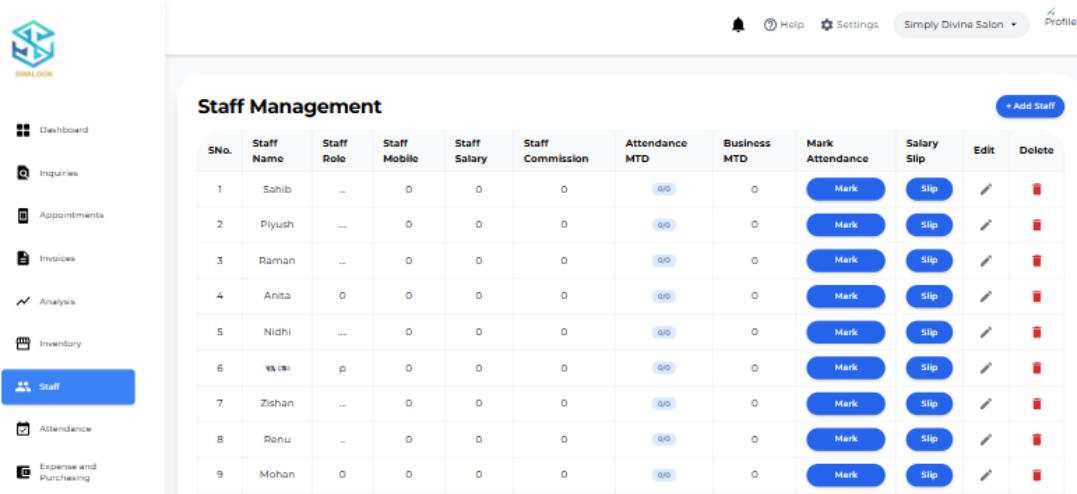 SWALOOK
Help
Settings
Simply Divine Salon
Profile
Dashboard
Inquiries
Appointments
Invoices
Analysis
Inventory
Staff
Attendance
Expense and
Purchasing
Staff Management
+ Add Staff
SNo. Staff Name Staff Role Staff Mobile Staff Salary Staff Commission Attendance MTD Business MTD Mark Attendance Salary Slip Edit Delete
1 Sahib ... 0 0 0 0/0 0 Mark Slip
2 Piyush .... 0 0 0 0/0 0 Mark Slip
3 Raman ... 0 0 0 0/0 0 Mark Slip
4 Anita 0 0 0 0 0/0 0 Mark Slip
5 Nidhi .... 0 0 0 0/0 0 Mark Slip
6 p 0 0 0 0/0 0 Mark Slip
7 Zishan ... 0 0 0 0/0 0 Mark Slip
8 Renu .. 0 0 0 0/0 0 Mark Slip
9 Mohan 0 0 0 0 0/0 0 Mark Slip